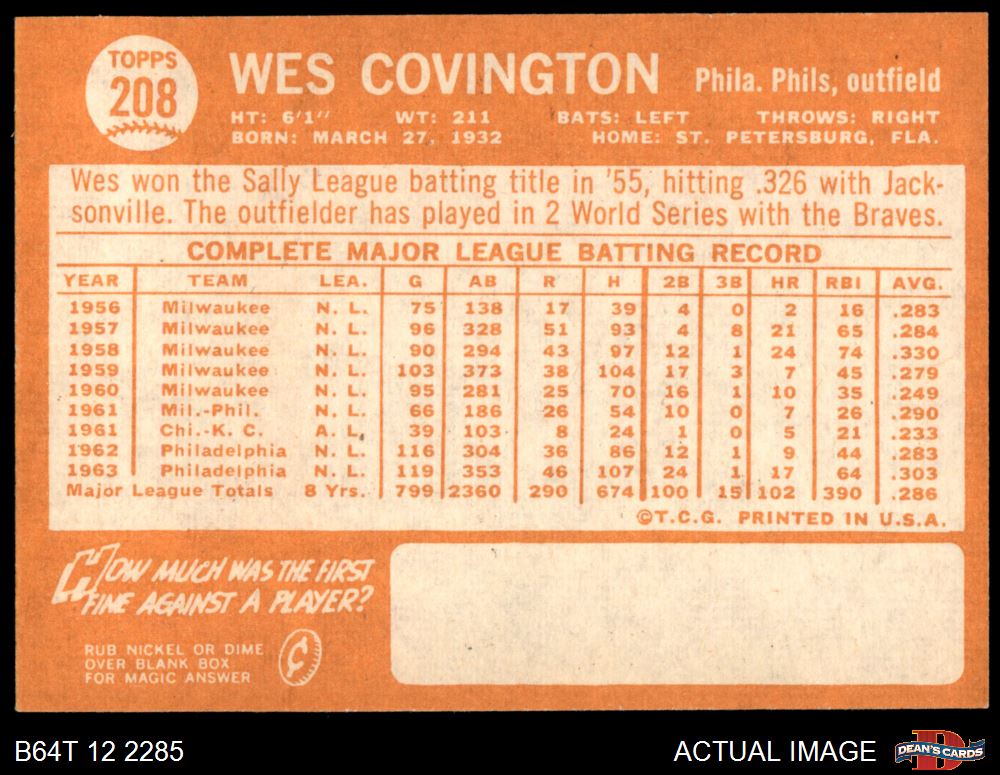 TOPPS
208
WES COVINGTON Phila. Phils, outfield
HT: 6'1" WT: 211 BATS: LEFT THROWS: RIGHT
BORN: MARCH 27, 1932 HOME: ST. PETERSBURG, FLA.
Wes won the Sally League batting title in '55, hitting .326 with Jack-
sonville. The outfielder has played in 2 World Series with the Braves.
COMPLETE MAJOR LEAGUE BATTING RECORD
YEAR TEAM LEA. G AB R H 2B 3B HR RBI AVG.
1956 Milwaukee N. L. 75 138 17 39 4 0 2 16 .283
1957 Milwaukee N. L. 96 328 51 93 4 8 21 65 .284
1958 Milwaukee N. L. 90 294 43 97 12 1 24 74 .330
1959 Milwaukee N. L. 103 373 38 104 17 3 7 45 .279
1960 Milwaukee N. L. 95 281 25 70 16 1 10 35 .249
1961 Mil.-Phil. N. L. 66 186 26 54 10 0 7 26 .290
1961 Chi.-K. C. A. L. 39 103 8 24 1 0 5 21 .233
1962 Philadelphia N. L. 116 304 36 86 12 1 9 44 .283
1963 Philadelphia N. L. 119 353 46 107 24 1 17 64 .303
Major League Totals 8 Yrs. 799 2360 290 674 100 15 102 390 .286
©T.C.G. PRINTED IN U.S.A.
HOW MUCH WAS THE FIRST
FINE AGAINST A PLAYER?
RUB NICKEL OR DIME
OVER BLANK BOX
FOR MAGIC ANSWER
¢
B64T 12 2285 ACTUAL IMAGE D DEAN'S CARDS